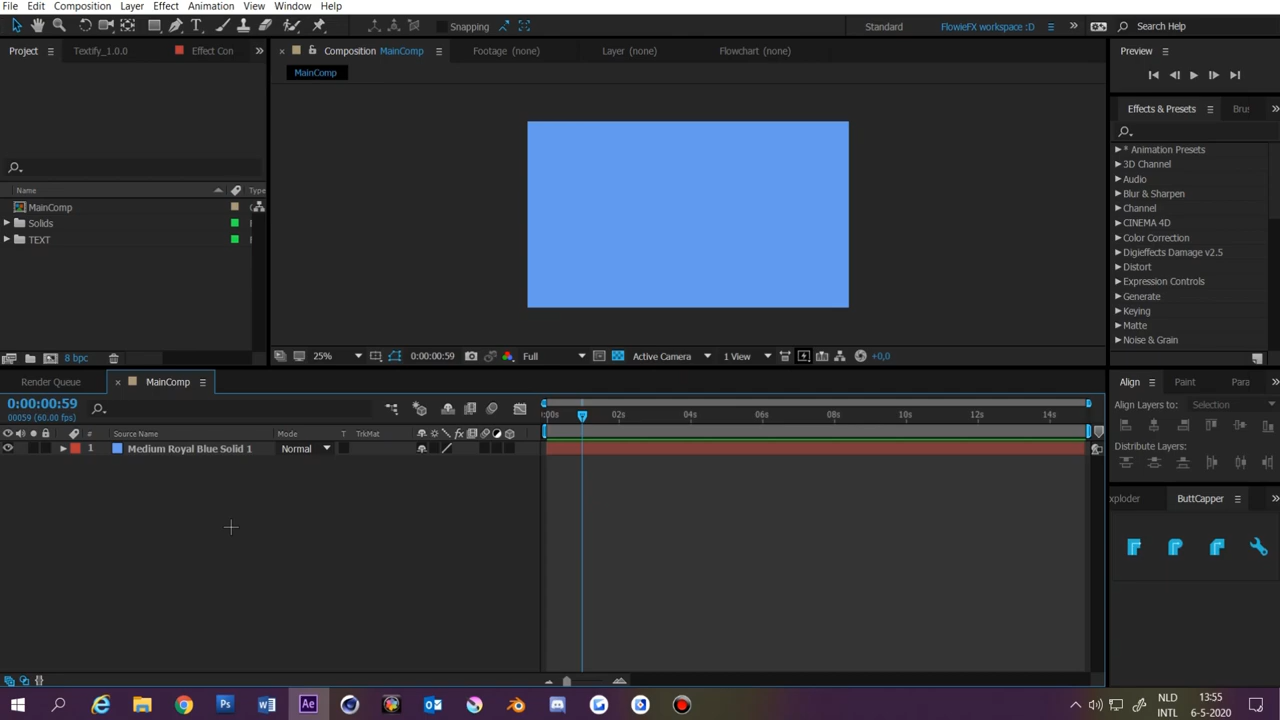 File Edit Composition Layer Effect Animation View Window Help
Snapping Standard FlowieFX workspace :D Search Help
Project Textify_1.0.0 Effect Con
Composition MainComp Footage (none) Layer (none) Flowchart (none)
Preview
MainComp
Effects & Presets Bru
* Animation Presets
3D Channel
Audio
Blur & Sharpen
Channel
CINEMA 4D
Color Correction
Digieffects Damage v2.5
Distort
Expression Controls
Generate
Keying
Matte
Noise & Grain
Name Type
MainComp
Solids
TEXT
8 bpc
25% 0:00:00:59 Full Active Camera 1 View +0,0
Render Queue MainComp
Align Paint Para
0:00:00:59
00059 (60.00 fps)
:00s 02s 04s 06s 08s 10s 12s 14s
Align Layers to: Selection
Distribute Layers:
# Source Name Mode T TrkMat
1 Medium Royal Blue Solid 1 Normal
xploder ButtCapper
Ps Ae
NLD
INTL
13:55
6-5-2020